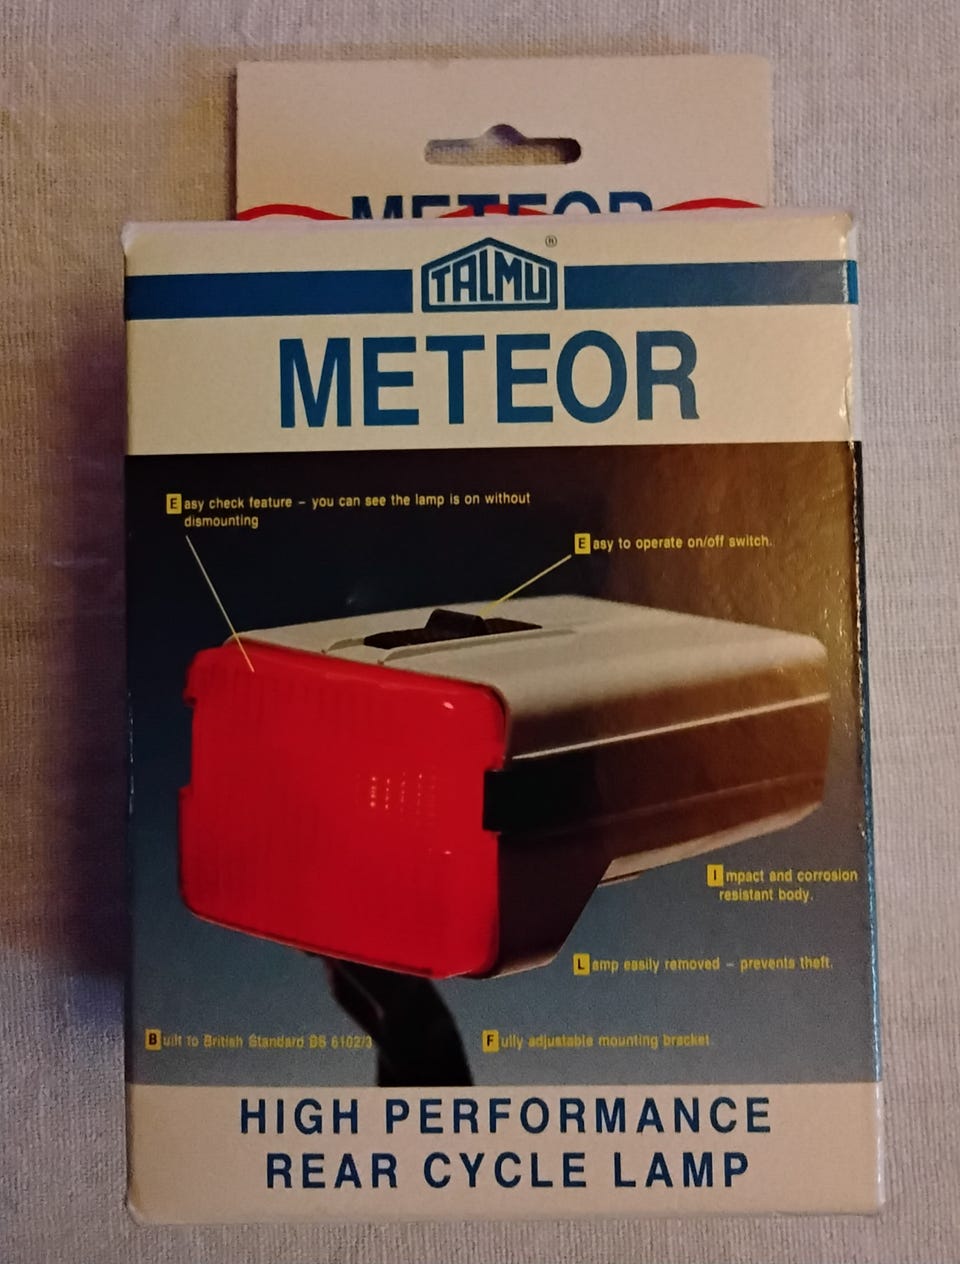 METEOR
TALMU®
METEOR
Easy check feature – you can see the lamp is on without
dismounting
Easy to operate on/off switch.
Impact and corrosion
resistant body.
Lamp easily removed – prevents theft.
Built to British Standard BS 6102/3
Fully adjustable mounting bracket
HIGH PERFORMANCE
REAR CYCLE LAMP